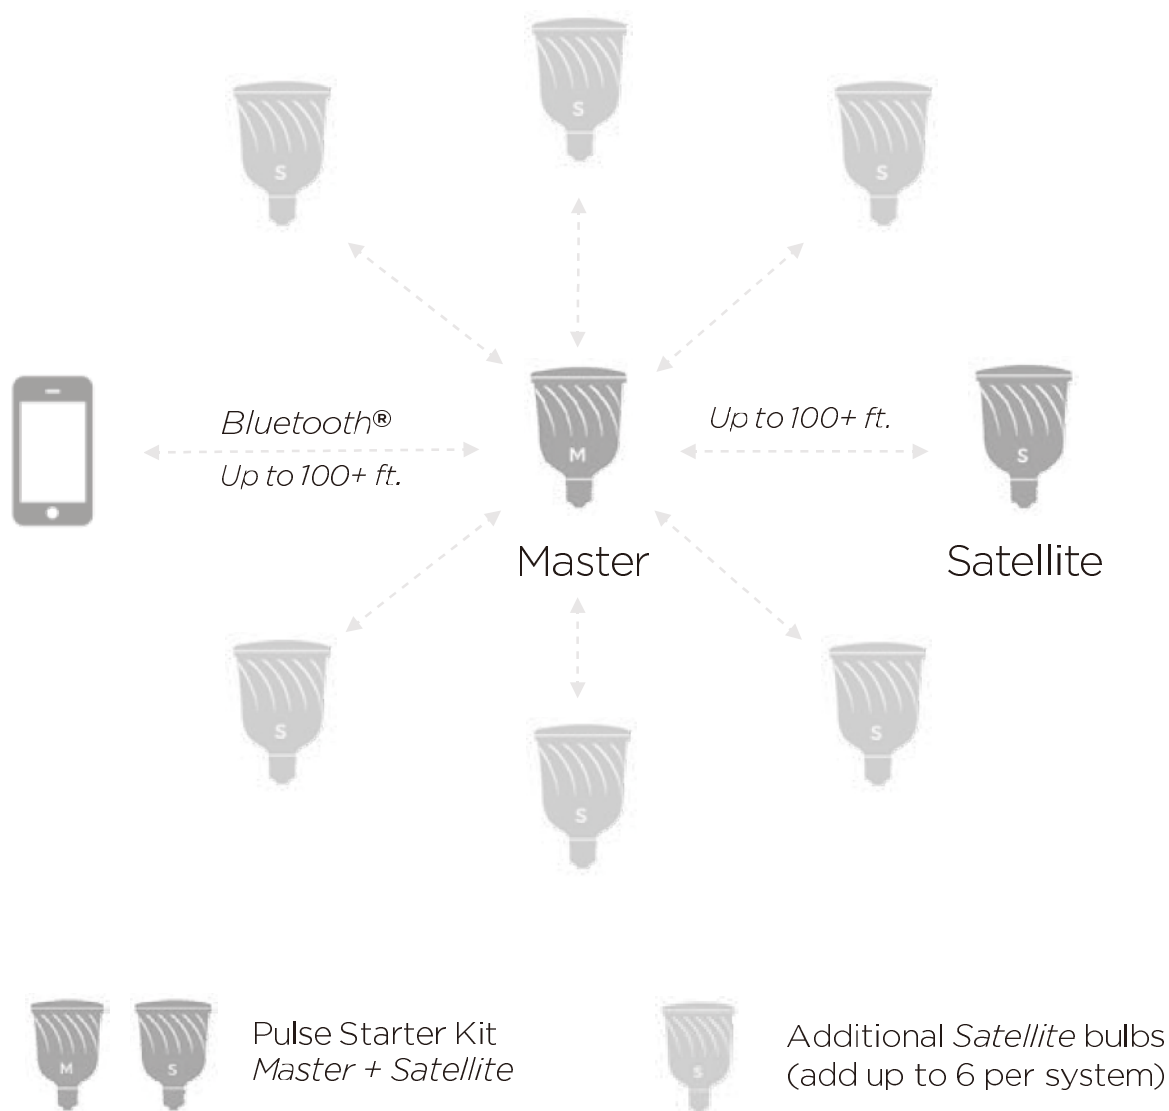 S
S
S
Bluetooth®
Up to 100+ ft.
M
Up to 100+ ft.
S
Master
Satellite
S
S
S
M
S
Pulse Starter Kit
Master + Satellite
S
Additional Satellite bulbs
(add up to 6 per system)